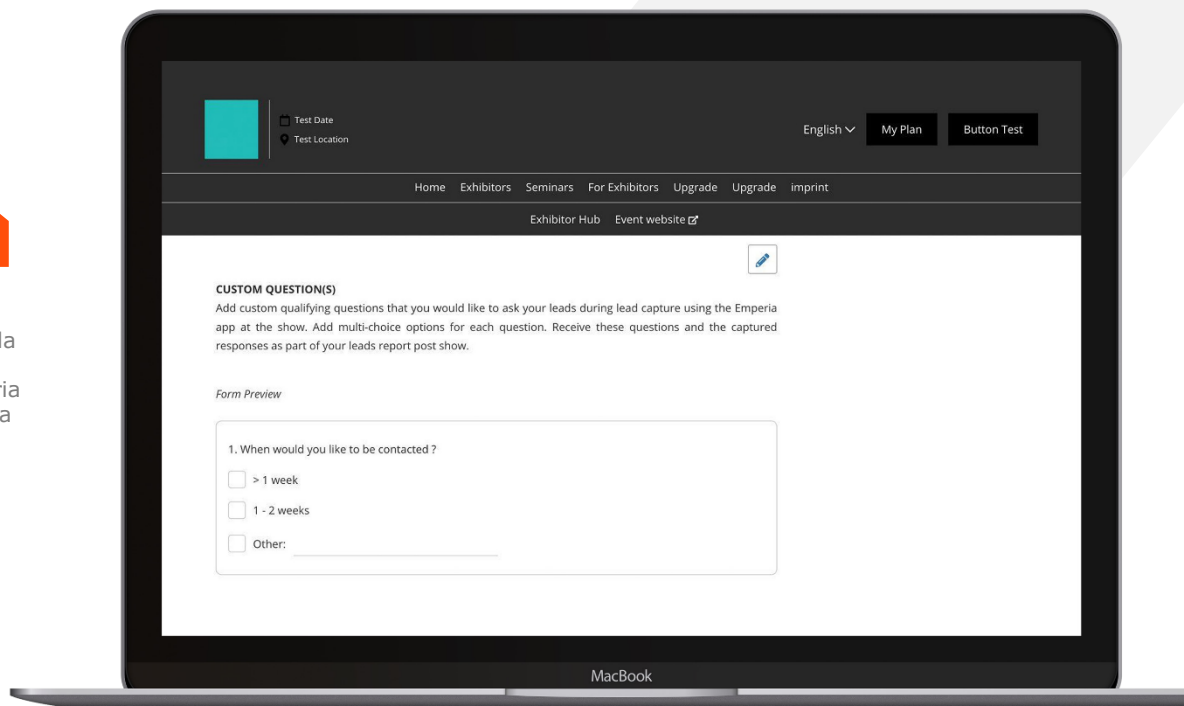 Test Date
Test Location
English
My Plan
Button Test
Home Exhibitors Seminars For Exhibitors Upgrade Upgrade imprint
Exhibitor Hub Event website
CUSTOM QUESTION(S)
Add custom qualifying questions that you would like to ask your leads during lead capture using the Emperia
app at the show. Add multi-choice options for each question. Receive these questions and the captured
responses as part of your leads report post show.
Form Preview
1. When would you like to be contacted ?
> 1 week
1 - 2 weeks
Other:
MacBook